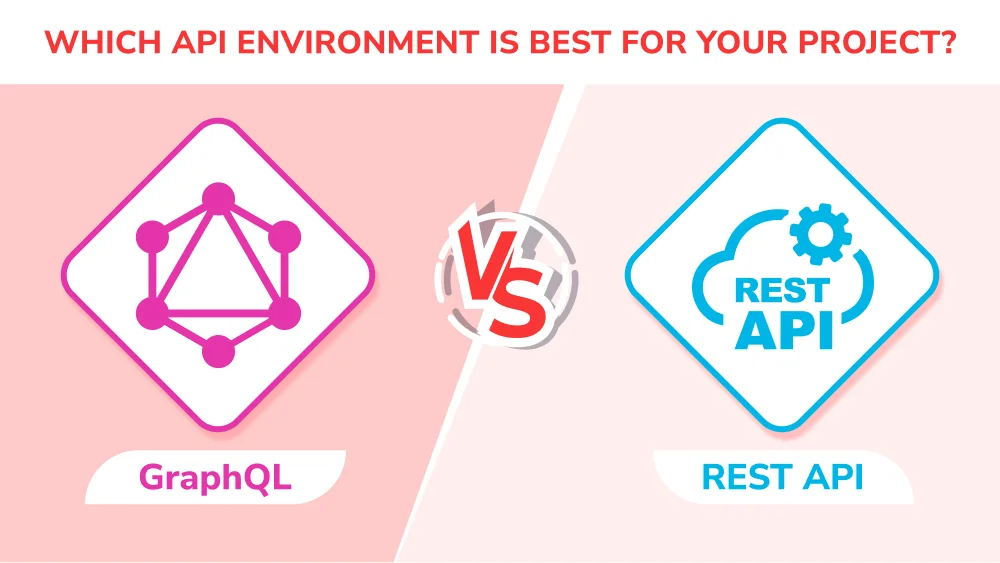 WHICH API ENVIRONMENT IS BEST FOR YOUR PROJECT?
VS
REST
API
GraphQL
REST API